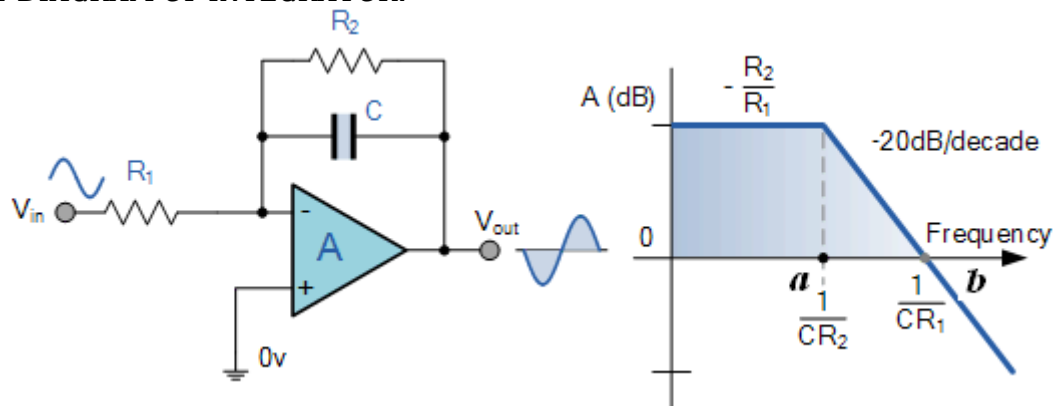 R₂
C
R₁
Vin
-
A
+
0v
Vout
A (dB)
- R₂
R₁
-20dB/decade
0
Frequency
a
b
1
CR₂
1
CR₁